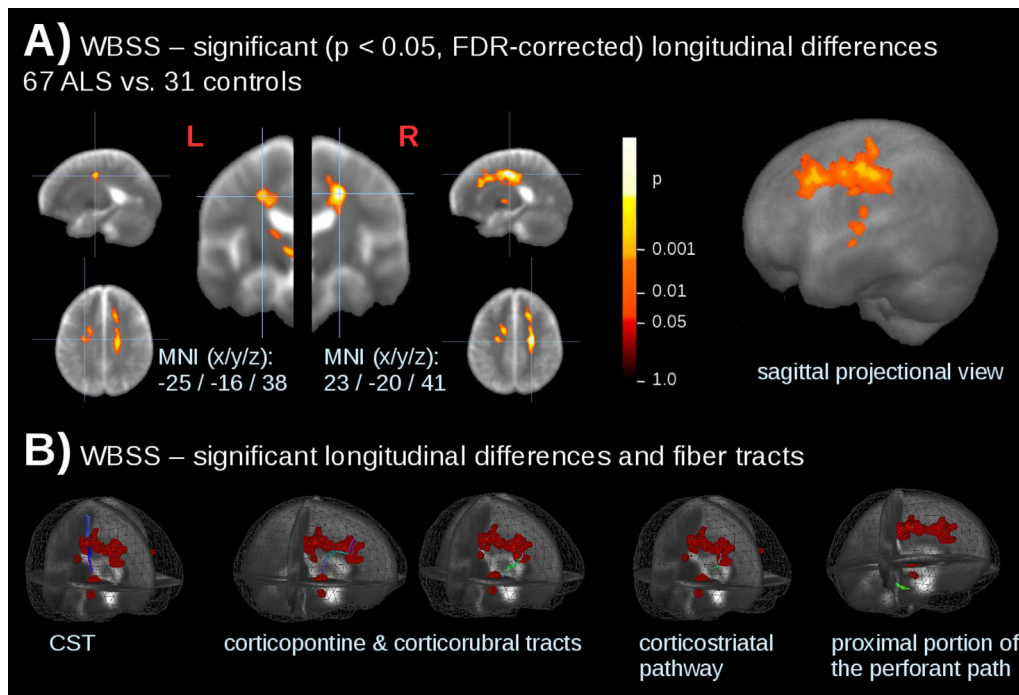 A) WBSS – significant (p < 0.05, FDR-corrected) longitudinal differences
67 ALS vs. 31 controls
L
R
p
0.001
0.01
0.05
1.0
MNI (x/y/z):
-25 / -16 / 38
MNI (x/y/z):
23 / -20 / 41
sagittal projectional view
B) WBSS – significant longitudinal differences and fiber tracts
CST
corticopontine & corticorubral tracts
corticostriatal
pathway
proximal portion of
the perforant path